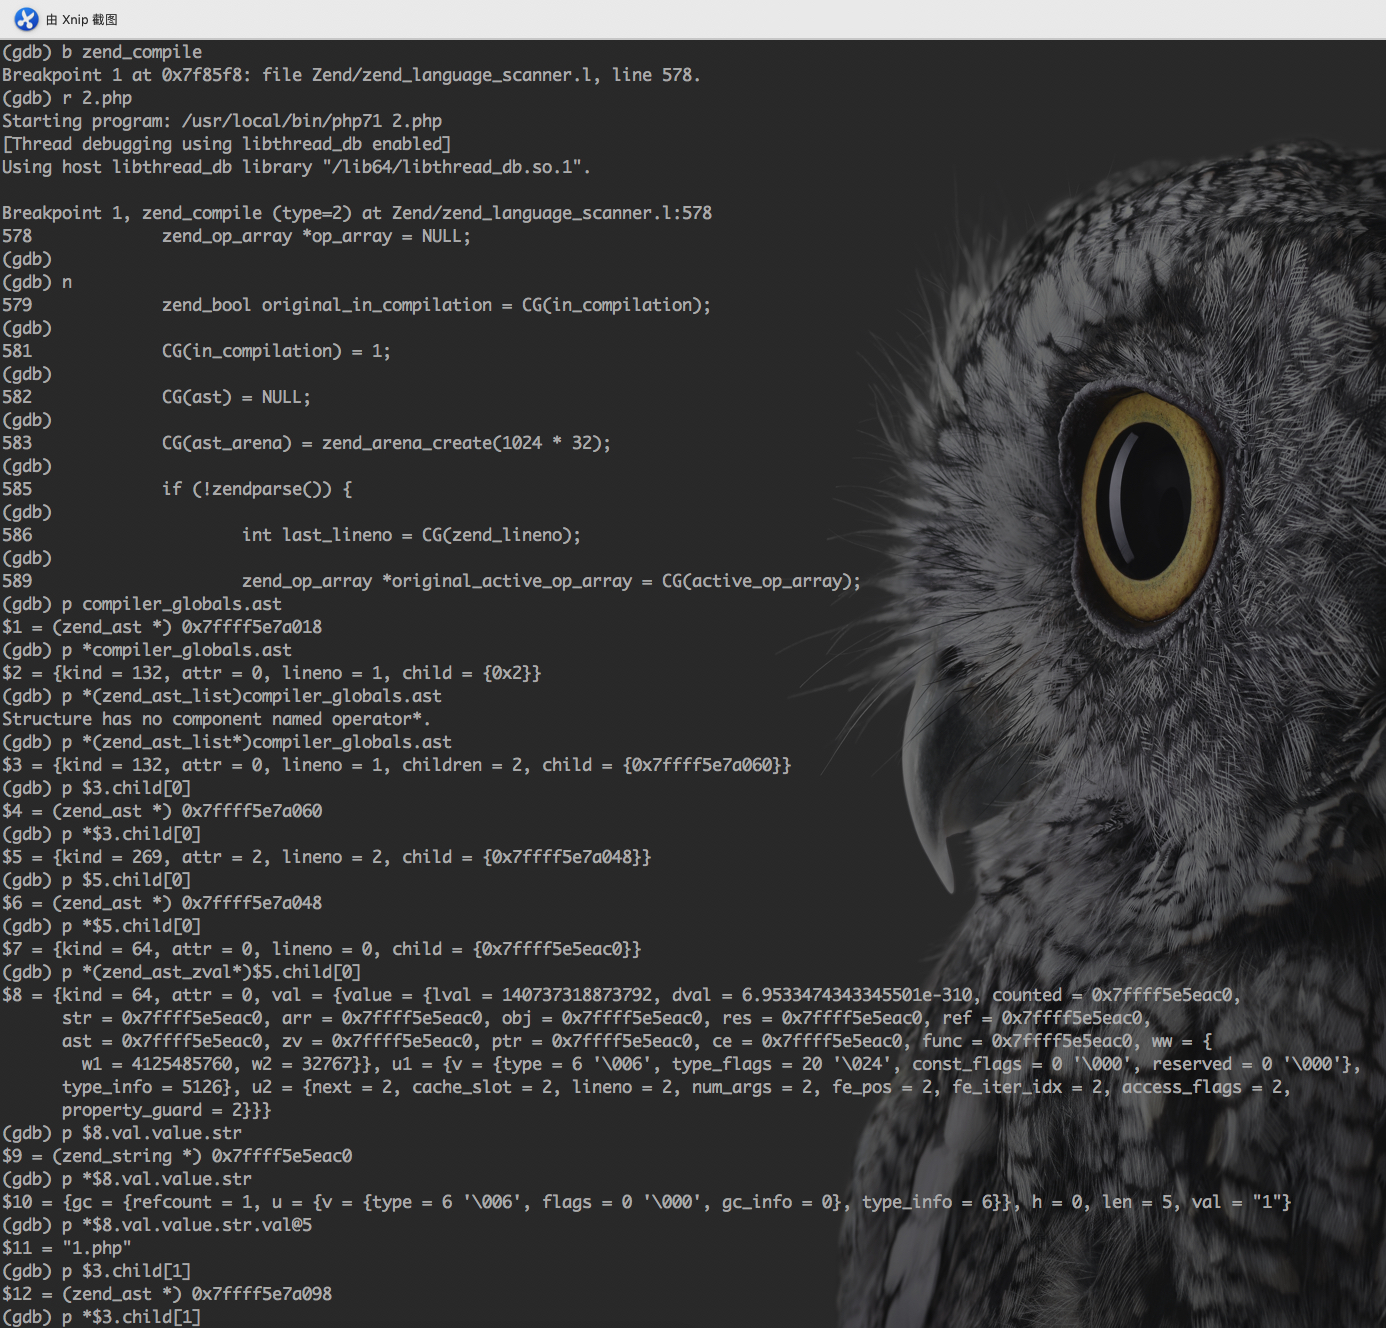 由 Xnip 截图
(gdb) b zend_compile
Breakpoint 1 at 0x7f85f8: file Zend/zend_language_scanner.l, line 578.
(gdb) r 2.php
Starting program: /usr/local/bin/php71 2.php
[Thread debugging using libthread_db enabled]
Using host libthread_db library "/lib64/libthread_db.so.1".
Breakpoint 1, zend_compile (type=2) at Zend/zend_language_scanner.l:578
578 zend_op_array *op_array = NULL;
(gdb)
(gdb) n
579 zend_bool original_in_compilation = CG(in_compilation);
(gdb)
581 CG(in_compilation) = 1;
(gdb)
582 CG(ast) = NULL;
(gdb)
583 CG(ast_arena) = zend_arena_create(1024 * 32);
(gdb)
585 if (!zendparse()) {
(gdb)
586 int last_lineno = CG(zend_lineno);
(gdb)
589 zend_op_array *original_active_op_array = CG(active_op_array);
(gdb) p compiler_globals.ast
$1 = (zend_ast *) 0x7ffff5e7a018
(gdb) p *compiler_globals.ast
$2 = {kind = 132, attr = 0, lineno = 1, child = {0x2}}
(gdb) p *(zend_ast_list)compiler_globals.ast
Structure has no component named operator*.
(gdb) p *(zend_ast_list*)compiler_globals.ast
$3 = {kind = 132, attr = 0, lineno = 1, children = 2, child = {0x7ffff5e7a060}}
(gdb) p $3.child[0]
$4 = (zend_ast *) 0x7ffff5e7a060
(gdb) p *$3.child[0]
$5 = {kind = 269, attr = 2, lineno = 2, child = {0x7ffff5e7a048}}
(gdb) p $5.child[0]
$6 = (zend_ast *) 0x7ffff5e7a048
(gdb) p *$5.child[0]
$7 = {kind = 64, attr = 0, lineno = 0, child = {0x7ffff5e5eac0}}
(gdb) p *(zend_ast_zval*)$5.child[0]
$8 = {kind = 64, attr = 0, val = {value = {lval = 140737318873792, dval = 6.9533474343345501e-310, counted = 0x7ffff5e5eac0,
str = 0x7ffff5e5eac0, arr = 0x7ffff5e5eac0, obj = 0x7ffff5e5eac0, res = 0x7ffff5e5eac0, ref = 0x7ffff5e5eac0,
ast = 0x7ffff5e5eac0, zv = 0x7ffff5e5eac0, ptr = 0x7ffff5e5eac0, ce = 0x7ffff5e5eac0, func = 0x7ffff5e5eac0, ww = {
w1 = 4125485760, w2 = 32767}}, u1 = {v = {type = 6 '\006', type_flags = 20 '\024', const_flags = 0 '\000', reserved = 0 '\000'},
type_info = 5126}, u2 = {next = 2, cache_slot = 2, lineno = 2, num_args = 2, fe_pos = 2, fe_iter_idx = 2, access_flags = 2,
property_guard = 2}}}
(gdb) p $8.val.value.str
$9 = (zend_string *) 0x7ffff5e5eac0
(gdb) p *$8.val.value.str
$10 = {gc = {refcount = 1, u = {v = {type = 6 '\006', flags = 0 '\000', gc_info = 0}, type_info = 6}}, h = 0, len = 5, val = "1"}
(gdb) p *$8.val.value.str.val@5
$11 = "1.php"
(gdb) p $3.child[1]
$12 = (zend_ast *) 0x7ffff5e7a098
(gdb) p *$3.child[1]